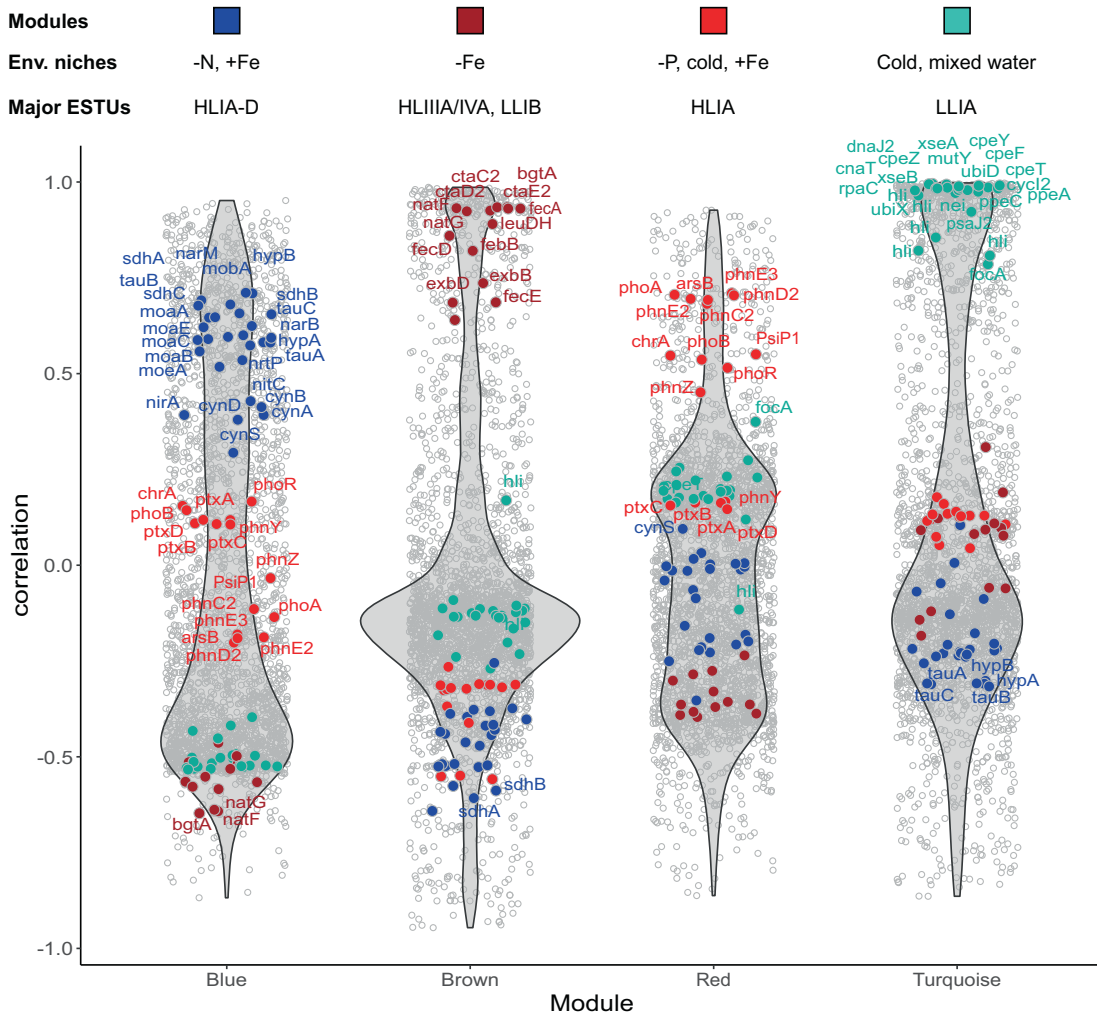 Modules
Env. niches -N, +Fe -Fe -P, cold, +Fe Cold, mixed water
Major ESTUs HLIA-D HLIIIA/IVA, LLIB HLIA LLIA
correlation
1.0
0.5
0.0
-0.5
-1.0
sdhA narM hypB
mobA
tauB
sdhC sdhB
moaA tauC
moaE narB
moaC hypA
moaB tauA
moeA nrtP
nitC
nirA cynD cynB
cynA
cynS
chrA ptxA phoR
phoB
ptxD phnY
ptxB ptxC
phnZ
PsiP1
phnC2 phoA
phnE3
arsB phnE2
phnD2
natG
bgtA natF
ctaC2 bgtA
ctaD2 ctaE2
natF fecA
natG leuDH
fecD febB
exbB
exbD fecE
hli
hli
sdhB
sdhA
phoA arsB phnE3
phnD2
phnE2 phnC2
chrA phoB PsiP1
phoR
phnZ
focA
phnY
ptxC ptxB
cynS ptxA ptxD
hli
dnaJ2 xseA cpeY
cpeZ mutY cpeF
cnaT ubiD cpeT
xseB cycI2
rpaC ppeA
hli nei ppeC
ubiX hli
psaJ2
hli hli
hli
focA
tauA hypB
hypA
tauC tauB
Blue Brown Red Turquoise
Module